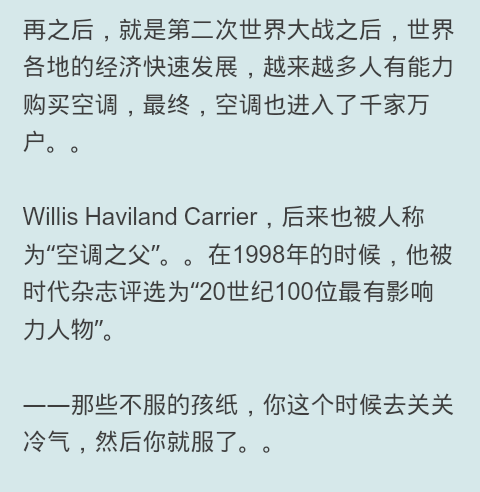 再之后，就是第二次世界大战之后，世界
各地的经济快速发展，越来越多人有能力
购买空调，最终，空调也进入了千家万
户。。
Willis Haviland Carrier，后来也被人称
为“空调之父”。。在1998年的时候，他被
时代杂志评选为“20世纪100位最有影响
力人物”。
——那些不服的孩纸，你这个时候去关关
冷气，然后你就服了。。